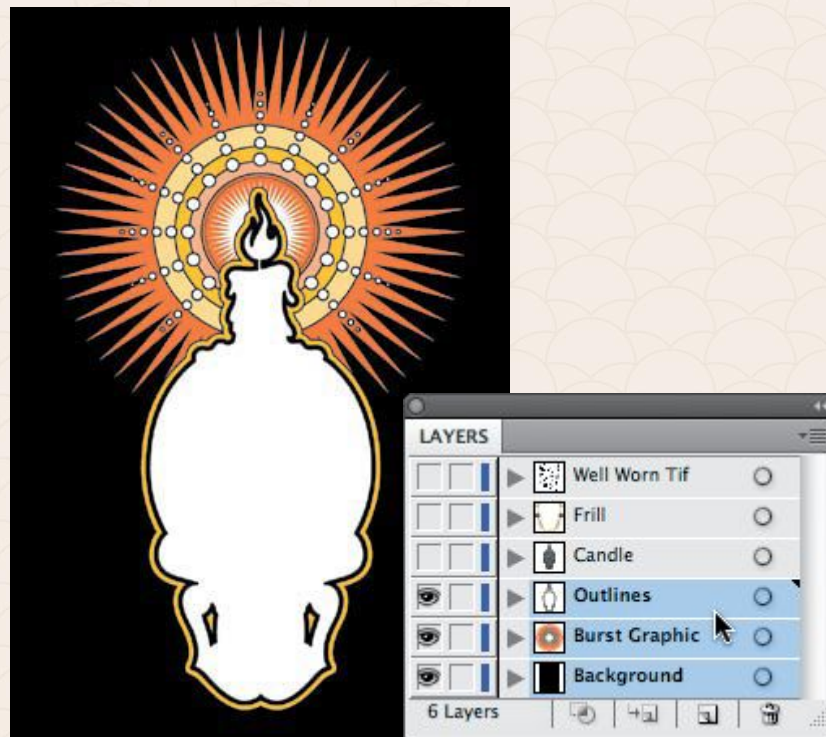 LAYERS
Well Worn Tif
Frill
Candle
Outlines
Burst Graphic
Background
6 Layers